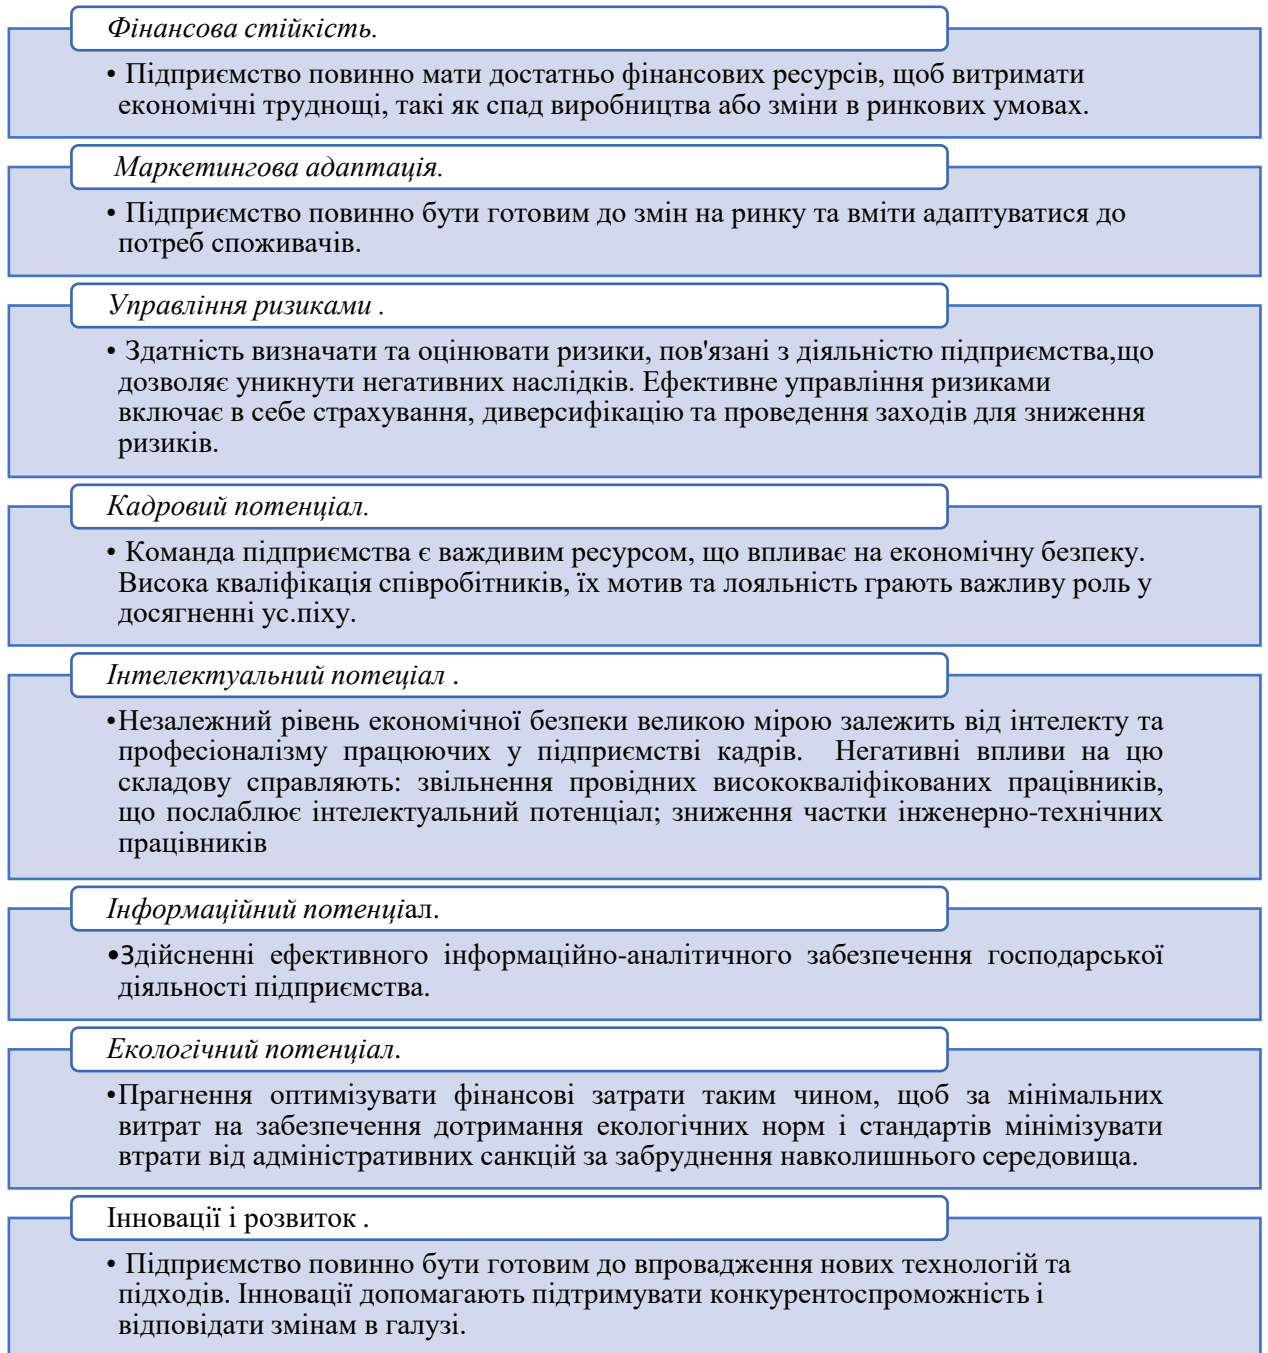 Фінансова стійкість.
• Підприємство повинно мати достатньо фінансових ресурсів, щоб витримати
економічні труднощі, такі як спад виробництва або зміни в ринкових умовах.
Маркетингова адаптація.
• Підприємство повинно бути готовим до змін на ринку та вміти адаптуватися до
потреб споживачів.
Управління ризиками .
• Здатність визначати та оцінювати ризики, пов'язані з діяльністю підприємства,що
дозволяє уникнути негативних наслідків. Ефективне управління ризиками
включає в себе страхування, диверсифікацію та проведення заходів для зниження
ризиків.
Кадровий потенціал.
• Команда підприємства є важдивим ресурсом, що впливає на економічну безпеку.
Висока кваліфікація співробітників, їх мотив та лояльність грають важливу роль у
досягненні ус.піху.
Інтелектуальний потеціал .
•Незалежний рівень економічної безпеки великою мірою залежить від інтелекту та
професіоналізму працюючих у підприємстві кадрів. Негативні впливи на цю
складову справляють: звільнення провідних висококваліфікованих працівників,
що послаблює інтелектуальний потенціал; зниження частки інженерно-технічних
працівників
Інформаційний потенціал.
•Здійсненні ефективного інформаційно-аналітичного забезпечення господарської
діяльності підприємства.
Екологічний потенціал.
•Прагнення оптимізувати фінансові затрати таким чином, щоб за мінімальних
витрат на забезпечення дотримання екологічних норм і стандартів мінімізувати
втрати від адміністративних санкцій за забруднення навколишнього середовища.
Інновації і розвиток .
• Підприємство повинно бути готовим до впровадження нових технологій та
підходів. Інновації допомагають підтримувати конкурентоспроможність і
відповідати змінам в галузі.